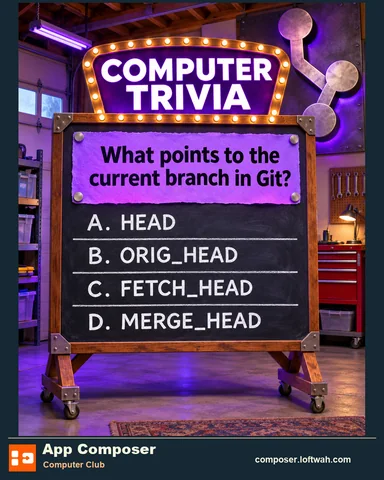 COMPUTER
TRIVIA
What points to the
current branch in Git?
A. HEAD
B. ORIG_HEAD
C. FETCH_HEAD
D. MERGE_HEAD
App Composer
Computer Club
composer.loftwah.com